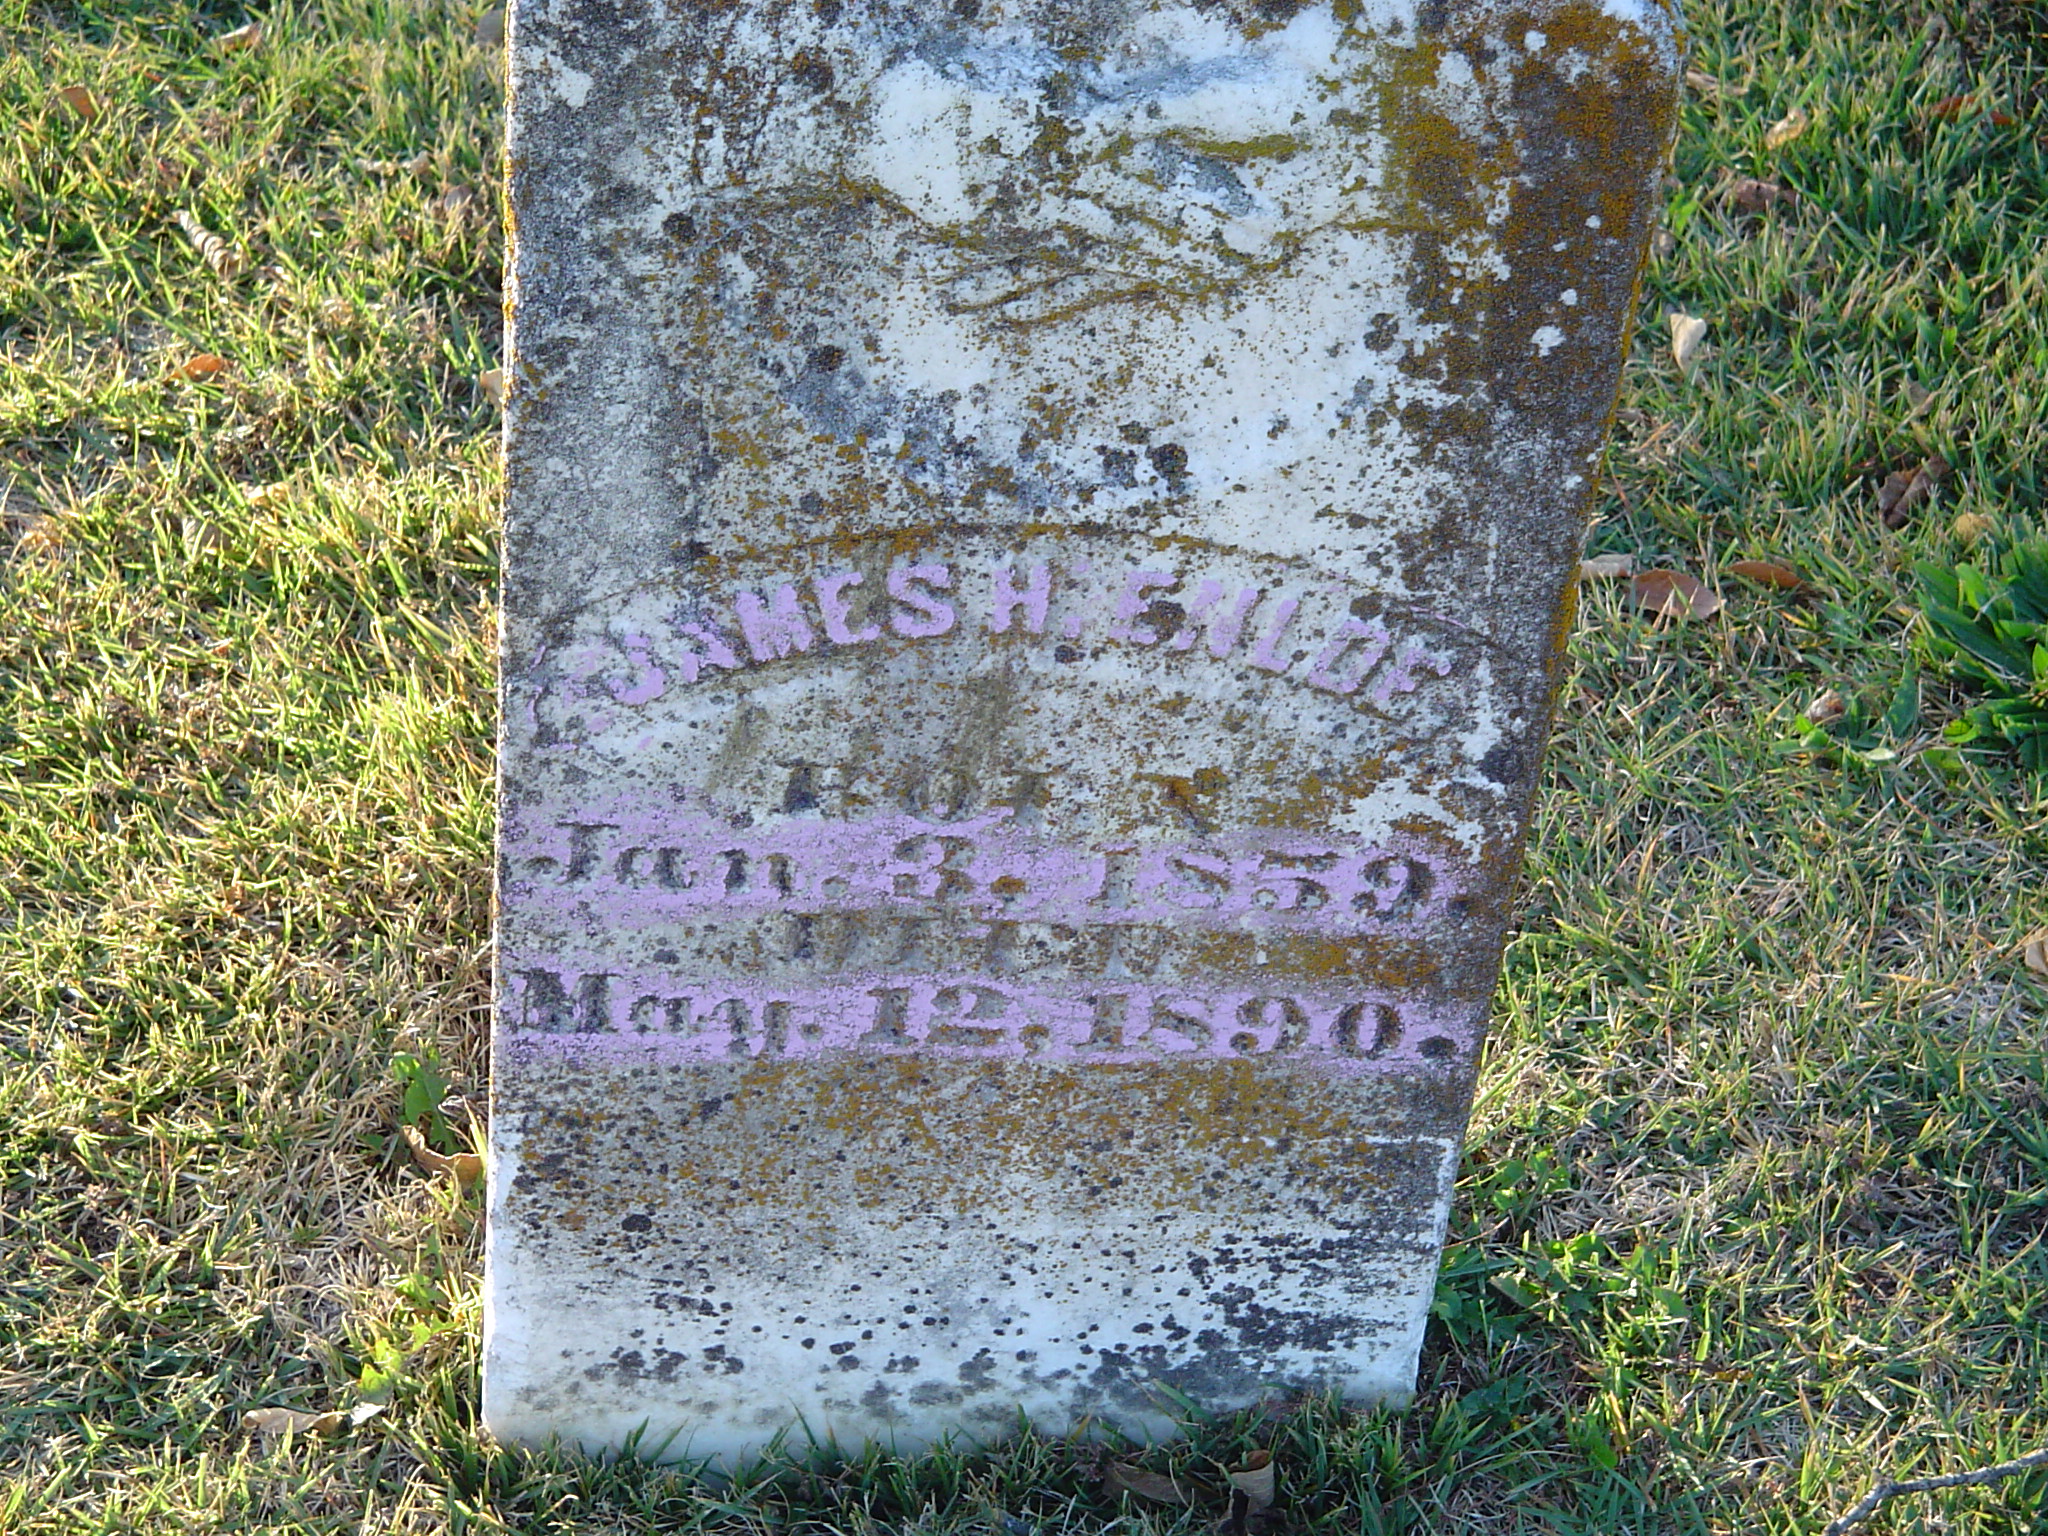 JAMES H. ENLOE
BORN
Jan. 3, 1859.
DIED
May. 12, 1890.